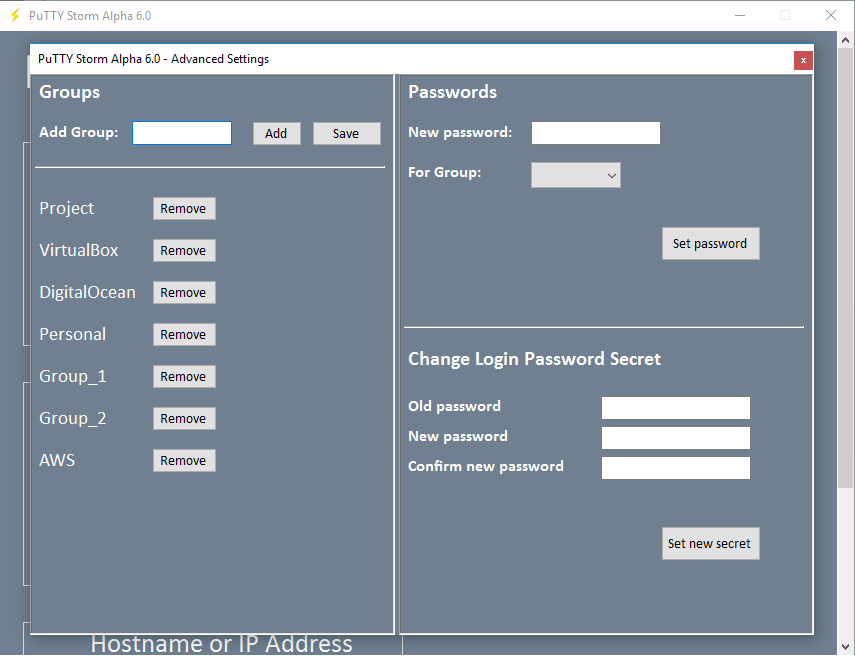 PuTTY Storm Alpha 6.0
PuTTY Storm Alpha 6.0 - Advanced Settings
x
Groups
Add Group:
Add
Save
Project
Remove
VirtualBox
Remove
DigitalOcean
Remove
Personal
Remove
Group_1
Remove
Group_2
Remove
AWS
Remove
Passwords
New password:
For Group:
Set password
Change Login Password Secret
Old password
New password
Confirm new password
Set new secret
Hostname or IP Address